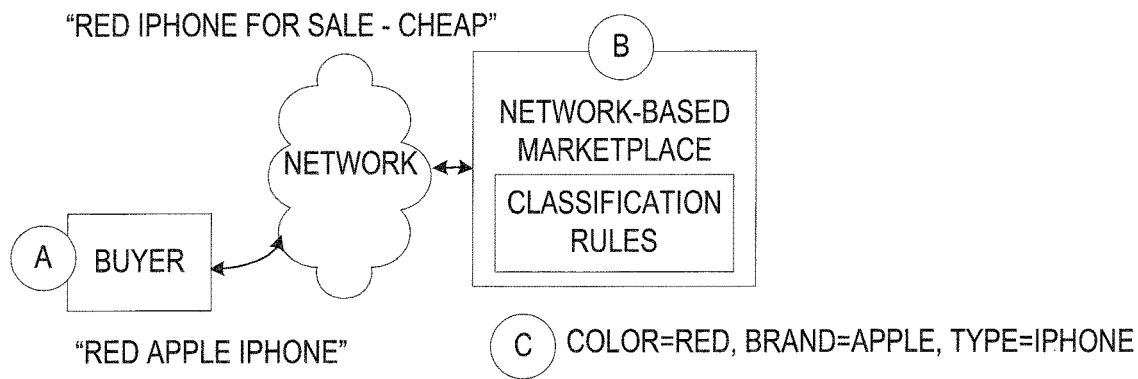 “RED IPHONE FOR SALE - CHEAP”
B
NETWORK-BASED
MARKETPLACE
NETWORK
CLASSIFICATION
RULES
A
BUYER
“RED APPLE IPHONE”
C
COLOR=RED, BRAND=APPLE, TYPE=IPHONE